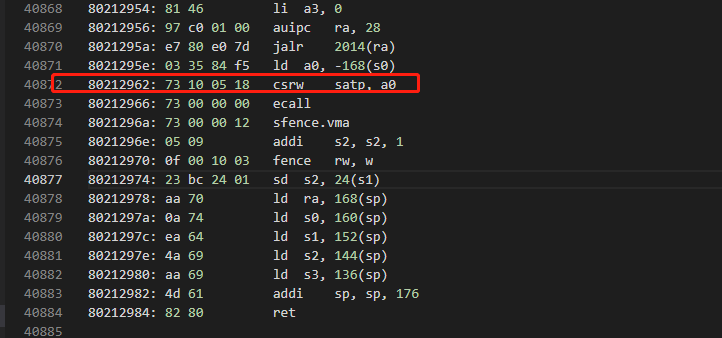 40868 80212954: 81 46 li a3, 0
40869 80212956: 97 c0 01 00 auipc ra, 28
40870 8021295a: e7 80 e0 7d jalr 2014(ra)
40871 8021295e: 03 35 84 f5 ld a0, -168(s0)
40872 80212962: 73 10 05 18 csrw satp, a0
40873 80212966: 73 00 00 00 ecall
40874 8021296a: 73 00 00 12 sfence.vma
40875 8021296e: 05 09 addi s2, s2, 1
40876 80212970: 0f 00 10 03 fence rw, w
40877 80212974: 23 bc 24 01 sd s2, 24(s1)
40878 80212978: aa 70 ld ra, 168(sp)
40879 8021297a: 0a 74 ld s0, 160(sp)
40880 8021297c: ea 64 ld s1, 152(sp)
40881 8021297e: 4a 69 ld s2, 144(sp)
40882 80212980: aa 69 ld s3, 136(sp)
40883 80212982: 4d 61 addi sp, sp, 176
40884 80212984: 82 80 ret
40885